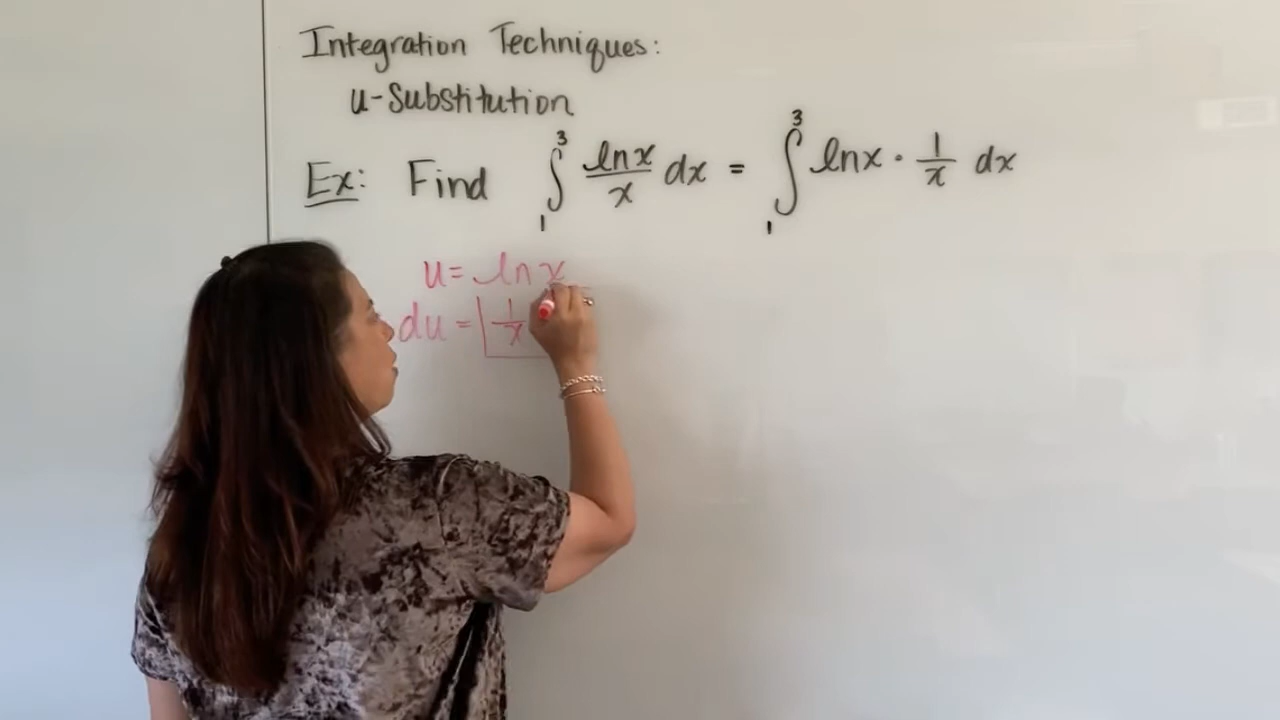 Integration Techniques:
u-Substitution
Ex: Find ∫₁³ ln x / x dx = ∫₁³ ln x · 1/x dx
u = ln x
du = 1/x